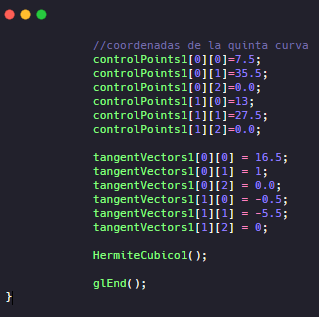 //coordenadas de la quinta curva
controlPoints1[0][0]=7.5;
controlPoints1[0][1]=35.5;
controlPoints1[0][2]=0.0;
controlPoints1[1][0]=13;
controlPoints1[1][1]=27.5;
controlPoints1[1][2]=0.0;
tangentVectors1[0][0] = 16.5;
tangentVectors1[0][1] = 1;
tangentVectors1[0][2] = 0.0;
tangentVectors1[1][0] = -0.5;
tangentVectors1[1][1] = -5.5;
tangentVectors1[1][2] = 0;
HermiteCubico1();
glEnd();
}